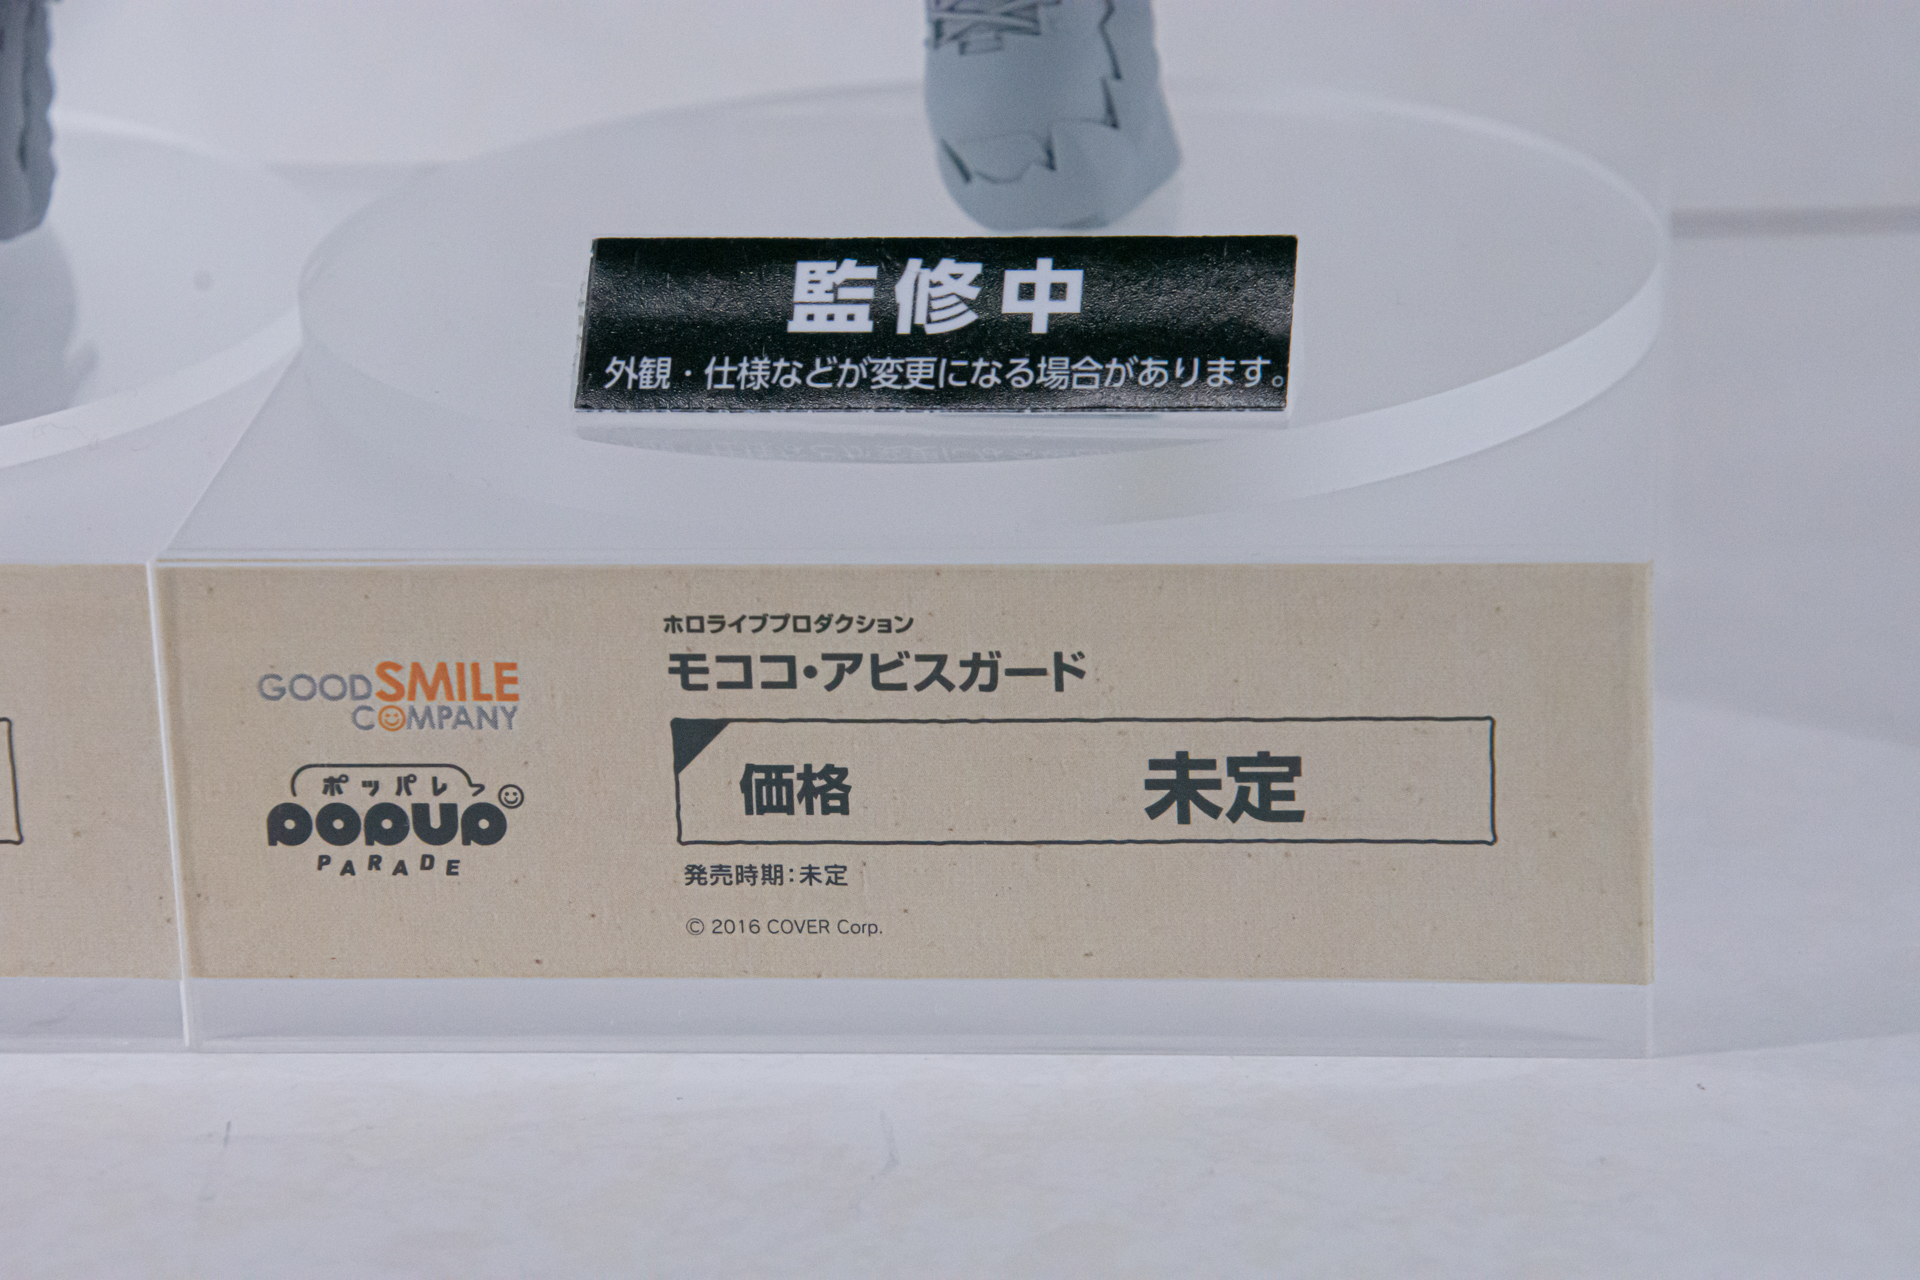 監修中
外観・仕様などが変更になる場合があります。
GOOD SMILE
COMPANY
ポッパレ
POPUP
PARADE
ホロライブプロダクション
モココ・アビスガード
価格 未定
発売時期：未定
© 2016 COVER Corp.